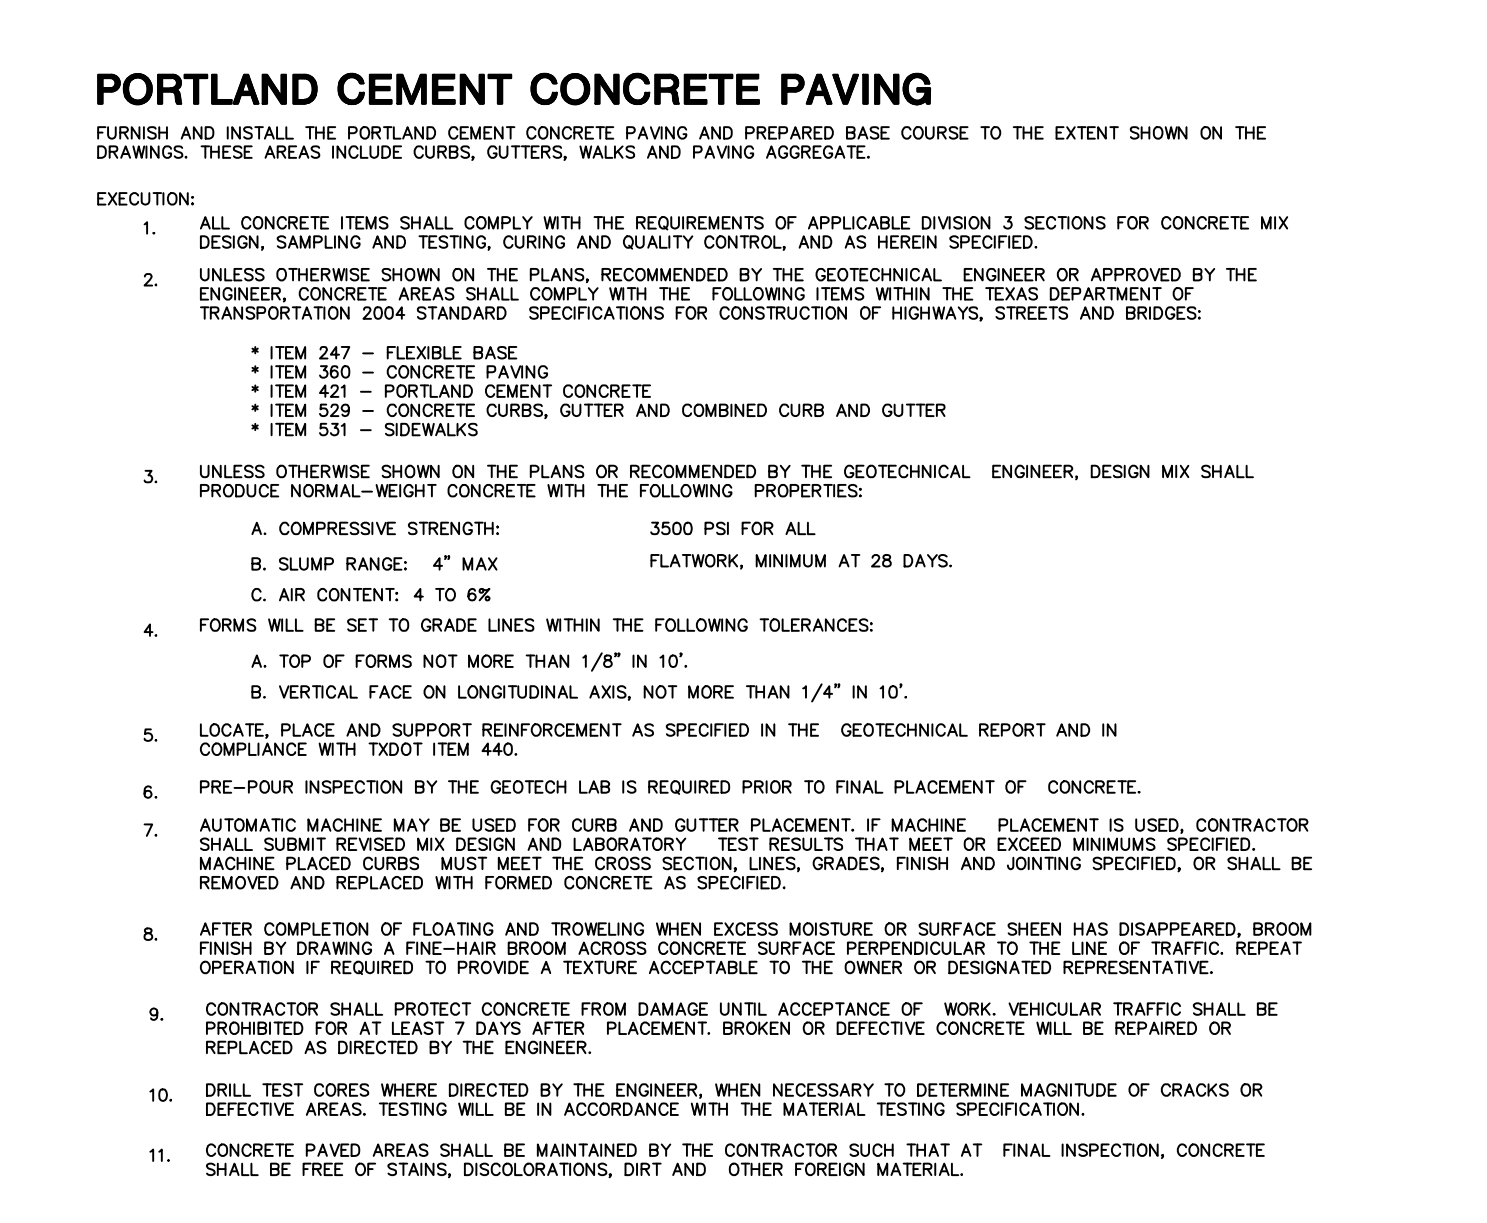 PORTLAND CEMENT CONCRETE PAVING
FURNISH AND INSTALL THE PORTLAND CEMENT CONCRETE PAVING AND PREPARED BASE COURSE TO THE EXTENT SHOWN ON THE
DRAWINGS. THESE AREAS INCLUDE CURBS, GUTTERS, WALKS AND PAVING AGGREGATE.
EXECUTION:
1. ALL CONCRETE ITEMS SHALL COMPLY WITH THE REQUIREMENTS OF APPLICABLE DIVISION 3 SECTIONS FOR CONCRETE MIX
DESIGN, SAMPLING AND TESTING, CURING AND QUALITY CONTROL, AND AS HEREIN SPECIFIED.
2. UNLESS OTHERWISE SHOWN ON THE PLANS, RECOMMENDED BY THE GEOTECHNICAL ENGINEER OR APPROVED BY THE
ENGINEER, CONCRETE AREAS SHALL COMPLY WITH THE FOLLOWING ITEMS WITHIN THE TEXAS DEPARTMENT OF
TRANSPORTATION 2004 STANDARD SPECIFICATIONS FOR CONSTRUCTION OF HIGHWAYS, STREETS AND BRIDGES:
* ITEM 247 – FLEXIBLE BASE
* ITEM 360 – CONCRETE PAVING
* ITEM 421 – PORTLAND CEMENT CONCRETE
* ITEM 529 – CONCRETE CURBS, GUTTER AND COMBINED CURB AND GUTTER
* ITEM 531 – SIDEWALKS
3. UNLESS OTHERWISE SHOWN ON THE PLANS OR RECOMMENDED BY THE GEOTECHNICAL ENGINEER, DESIGN MIX SHALL
PRODUCE NORMAL–WEIGHT CONCRETE WITH THE FOLLOWING PROPERTIES:
A. COMPRESSIVE STRENGTH: 3500 PSI FOR ALL
B. SLUMP RANGE: 4" MAX FLATWORK, MINIMUM AT 28 DAYS.
C. AIR CONTENT: 4 TO 6%
4. FORMS WILL BE SET TO GRADE LINES WITHIN THE FOLLOWING TOLERANCES:
A. TOP OF FORMS NOT MORE THAN 1/8" IN 10'.
B. VERTICAL FACE ON LONGITUDINAL AXIS, NOT MORE THAN 1/4" IN 10'.
5. LOCATE, PLACE AND SUPPORT REINFORCEMENT AS SPECIFIED IN THE GEOTECHNICAL REPORT AND IN
COMPLIANCE WITH TXDOT ITEM 440.
6. PRE–POUR INSPECTION BY THE GEOTECH LAB IS REQUIRED PRIOR TO FINAL PLACEMENT OF CONCRETE.
7. AUTOMATIC MACHINE MAY BE USED FOR CURB AND GUTTER PLACEMENT. IF MACHINE PLACEMENT IS USED, CONTRACTOR
SHALL SUBMIT REVISED MIX DESIGN AND LABORATORY TEST RESULTS THAT MEET OR EXCEED MINIMUMS SPECIFIED.
MACHINE PLACED CURBS MUST MEET THE CROSS SECTION, LINES, GRADES, FINISH AND JOINTING SPECIFIED, OR SHALL BE
REMOVED AND REPLACED WITH FORMED CONCRETE AS SPECIFIED.
8. AFTER COMPLETION OF FLOATING AND TROWELING WHEN EXCESS MOISTURE OR SURFACE SHEEN HAS DISAPPEARED, BROOM
FINISH BY DRAWING A FINE–HAIR BROOM ACROSS CONCRETE SURFACE PERPENDICULAR TO THE LINE OF TRAFFIC. REPEAT
OPERATION IF REQUIRED TO PROVIDE A TEXTURE ACCEPTABLE TO THE OWNER OR DESIGNATED REPRESENTATIVE.
9. CONTRACTOR SHALL PROTECT CONCRETE FROM DAMAGE UNTIL ACCEPTANCE OF WORK. VEHICULAR TRAFFIC SHALL BE
PROHIBITED FOR AT LEAST 7 DAYS AFTER PLACEMENT. BROKEN OR DEFECTIVE CONCRETE WILL BE REPAIRED OR
REPLACED AS DIRECTED BY THE ENGINEER.
10. DRILL TEST CORES WHERE DIRECTED BY THE ENGINEER, WHEN NECESSARY TO DETERMINE MAGNITUDE OF CRACKS OR
DEFECTIVE AREAS. TESTING WILL BE IN ACCORDANCE WITH THE MATERIAL TESTING SPECIFICATION.
11. CONCRETE PAVED AREAS SHALL BE MAINTAINED BY THE CONTRACTOR SUCH THAT AT FINAL INSPECTION, CONCRETE
SHALL BE FREE OF STAINS, DISCOLORATIONS, DIRT AND OTHER FOREIGN MATERIAL.